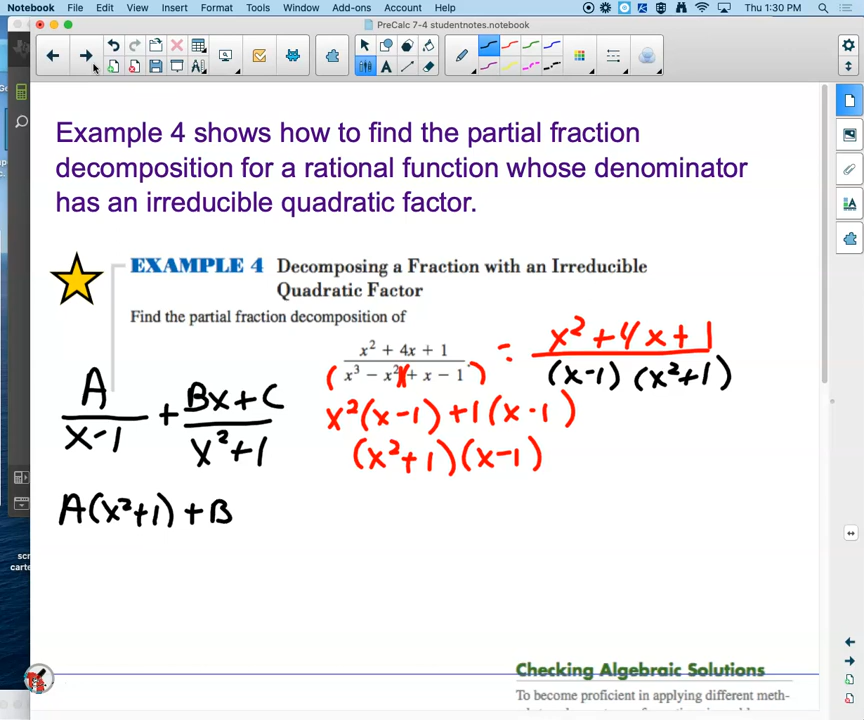 Notebook File Edit View Insert Format Tools Window Add-ons Account Help Thu 1:30 PM
PreCalc 7-4 studentnotes.notebook
Example 4 shows how to find the partial fraction
decomposition for a rational function whose denominator
has an irreducible quadratic factor.
EXAMPLE 4 Decomposing a Fraction with an Irreducible
Quadratic Factor
Find the partial fraction decomposition of
x² + 4x + 1 = x² + 4x + 1
(x³ − x²)(+ x − 1) (x-1) (x²+1)
A + Bx + C
x-1 x²+1
x²(x-1) + 1(x-1)
(x²+1)(x-1)
A(x²+1) + B
scr
carte
Checking Algebraic Solutions
To become proficient in applying different meth-